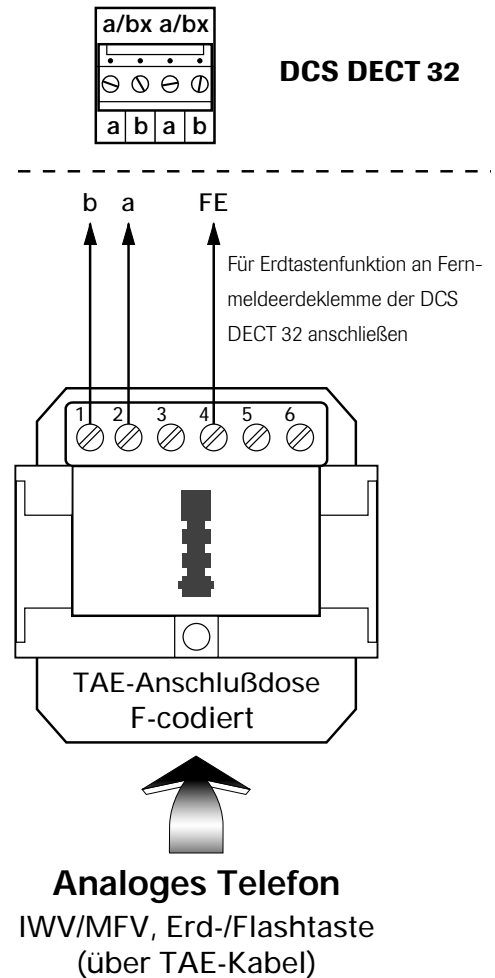 a/bx a/bx
DCS DECT 32
a b a b
b a FE
Für Erdtastenfunktion an Fern-
meldeerdeklemme der DCS
DECT 32 anschließen
1 2 3 4 5 6
TAE-Anschlußdose
F-codiert
Analoges Telefon
IWV/MFV, Erd-/Flashtaste
(über TAE-Kabel)